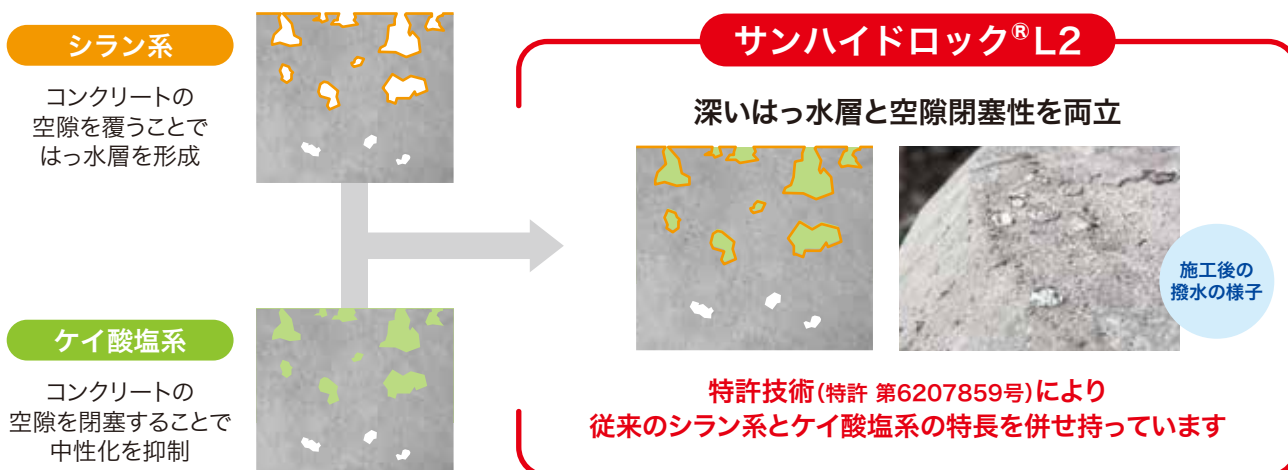 シラン系
コンクリートの
空隙を覆うことで
はっ水層を形成
ケイ酸塩系
コンクリートの
空隙を閉塞することで
中性化を抑制
サンハイドロック®L2
深いはっ水層と空隙閉塞性を両立
施工後の
撥水の様子
特許技術(特許 第6207859号)により
従来のシラン系とケイ酸塩系の特長を併せ持っています